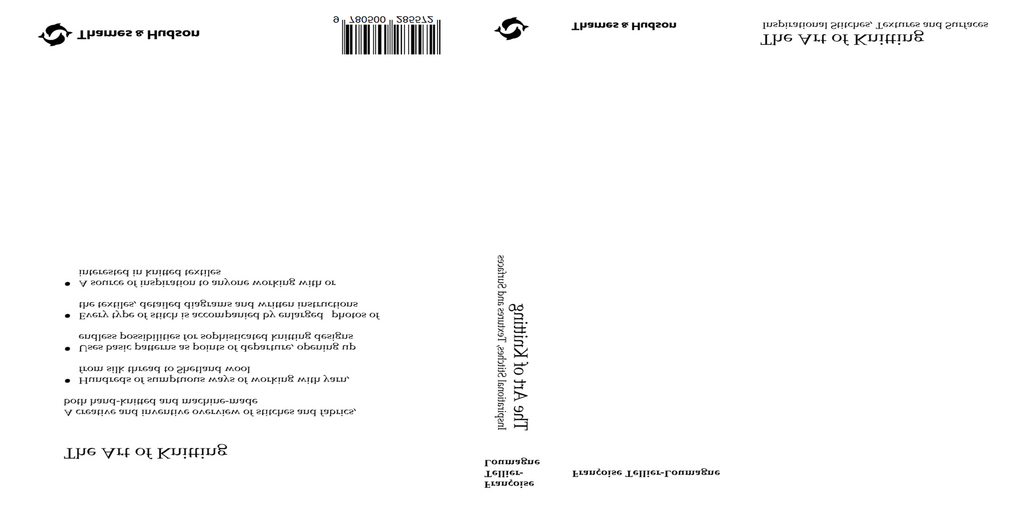 The Art of Knitting
A creative and inventive overview of stitches and fabrics,
both hand-knitted and machine-made
• Hundreds of sumptuous ways of working with yarn,
from silk thread to Shetland wool
• Uses basic patterns as points of departure, opening up
endless possibilities for sophisticated knitting designs
• Every type of stitch is accompanied by enlarged photos of
the textiles, detailed diagrams and written instructions
• A source of inspiration to anyone working with or
interested in knitted textiles
Thames & Hudson
9 780500 285572
Françoise
Tellier-
Loumagne
The Art of Knitting
Inspirational Stitches, Textures and Surfaces
Françoise Tellier-Loumagne
Thames & Hudson
The Art of Knitting
Inspirational Stitches, Textures and Surfaces